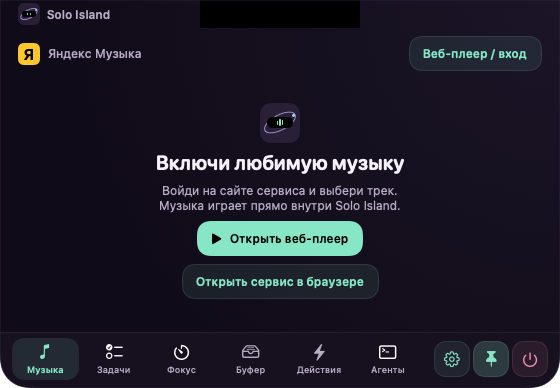 Solo Island
Я Яндекс Музыка
Веб-плеер / вход
Включи любимую музыку
Войди на сайте сервиса и выбери трек.
Музыка играет прямо внутри Solo Island.
Открыть веб-плеер
Открыть сервис в браузере
Музыка Задачи Фокус Буфер Действия Агенты